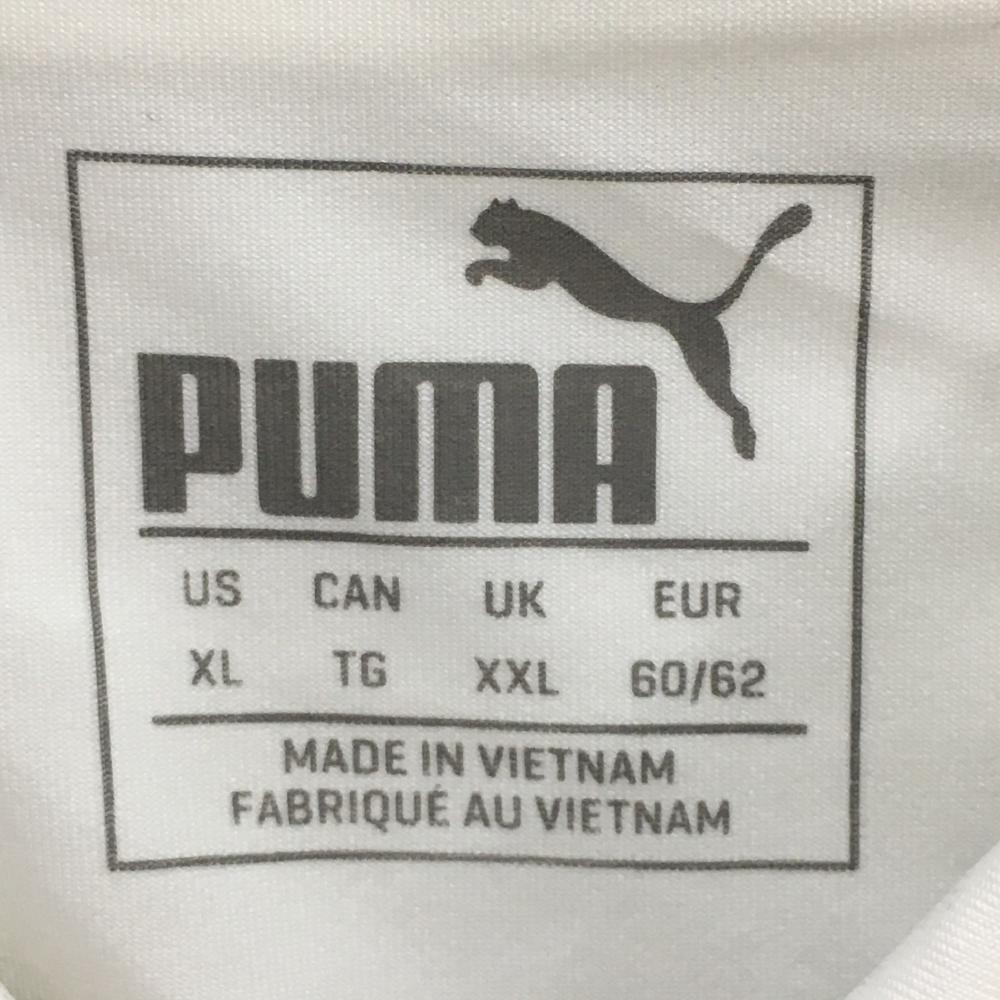 PUMA
US CAN UK EUR
XL TG XXL 60/62
MADE IN VIETNAM
FABRIQUÉ AU VIETNAM